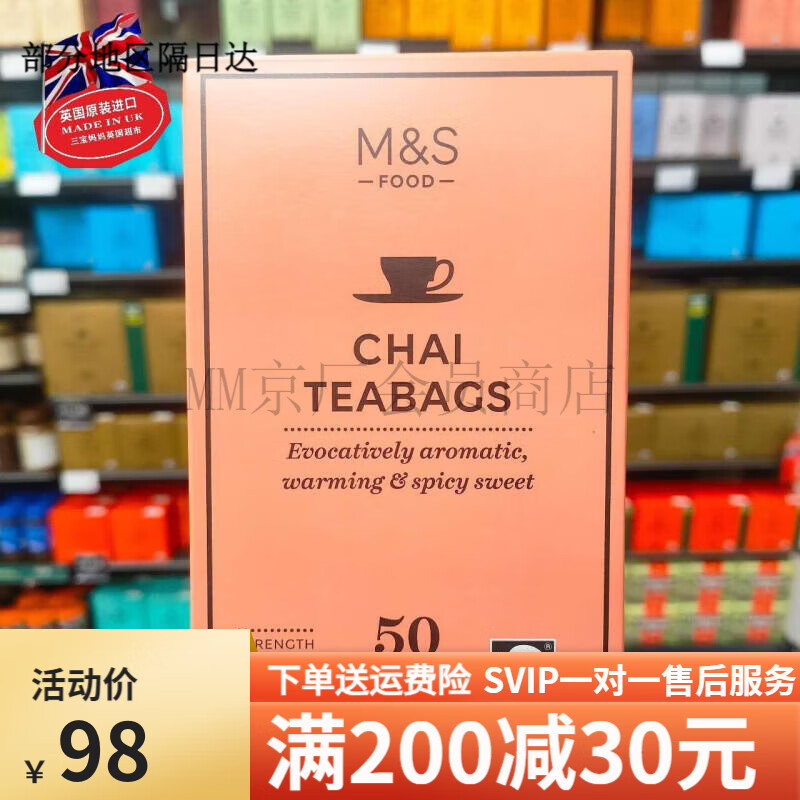 部分地区隔日达
英国原装进口
MADE IN UK
三宝妈妈英国超市
M&S
FOOD
CHAI
TEABAGS
MM京厂会员商店
Evocatively aromatic,
warming & spicy sweet
RENGTH
50
®
活动价
￥98
下单送运费险 SVIP一对一售后服务
满200减30元